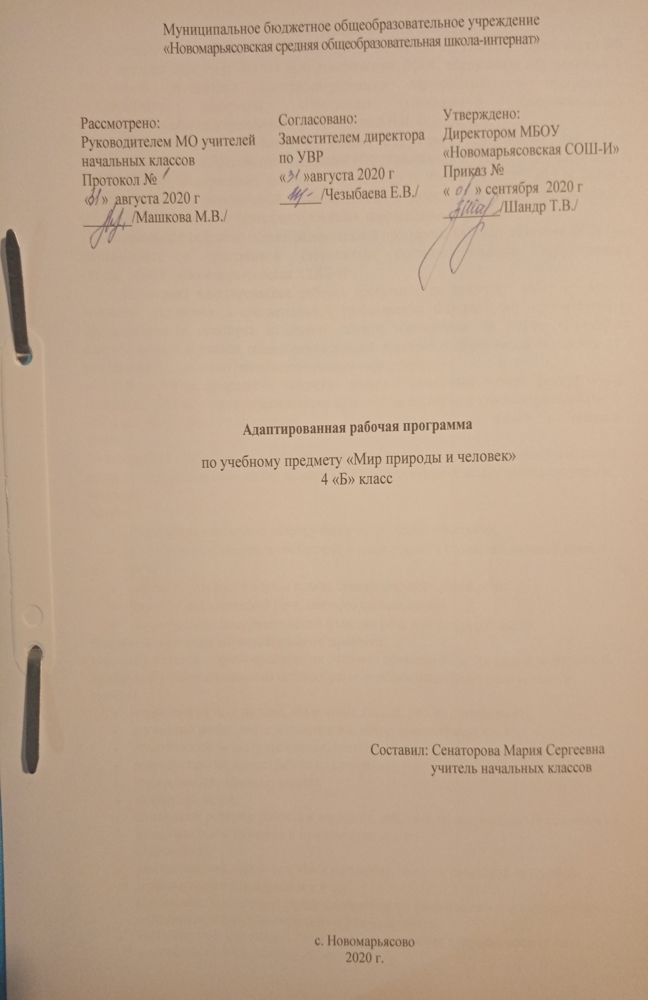 Муниципальное бюджетное общеобразовательное учреждение
«Новомарьясовская средняя общеобразовательная школа-интернат»
Рассмотрено:
Руководителем МО учителей
начальных классов
Протокол № 1
«31» августа 2020 г
/Машкова М.В./
Согласовано:
Заместителем директора
по УВР
«31 »августа 2020 г
/Чезыбаева Е.В./
Утверждено:
Директором МБОУ
«Новомарьясовская СОШ-И»
Приказ №
« 01 » сентября 2020 г
/Шандр Т.В./
Адаптированная рабочая программа
по учебному предмету «Мир природы и человек»
4 «Б» класс
Составил: Сенаторова Мария Сергеевна
учитель начальных классов
с. Новомарьясово
2020 г.